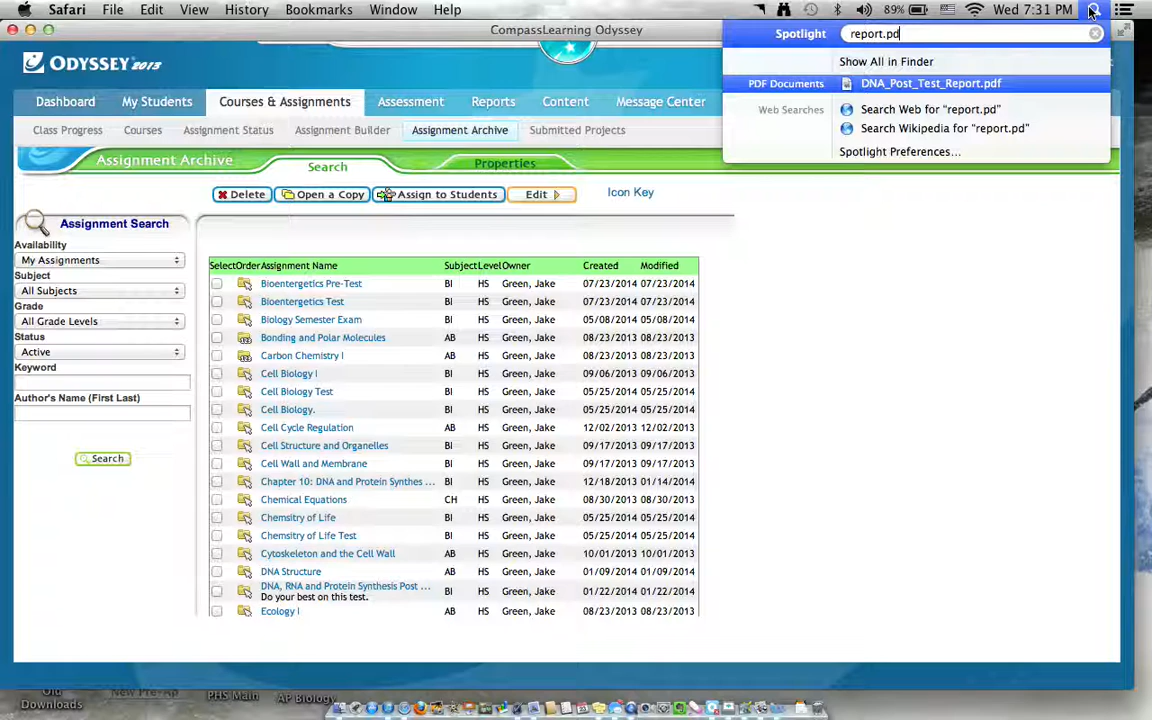 Safari File Edit View History Bookmarks Window Help 89% Wed 7:31 PM
CompassLearning Odyssey
Spotlight report.pd
Show All in Finder
PDF Documents DNA_Post_Test_Report.pdf
Web Searches Search Web for "report.pd"
Search Wikipedia for "report.pd"
Spotlight Preferences...
ODYSSEY 2013
Dashboard My Students Courses & Assignments Assessment Reports Content Message Center
Class Progress Courses Assignment Status Assignment Builder Assignment Archive Submitted Projects
Assignment Archive Search Properties
Delete Open a Copy Assign to Students Edit Icon Key
Assignment Search
Availability
My Assignments
Subject
All Subjects
Grade
All Grade Levels
Status
Active
Keyword
Author's Name (First Last)
Search
Select Order Assignment Name Subject Level Owner Created Modified
Bioentergetics Pre-Test BI HS Green, Jake 07/23/2014 07/23/2014
Bioentergetics Test BI HS Green, Jake 07/23/2014 07/23/2014
Biology Semester Exam BI HS Green, Jake 05/08/2014 05/08/2014
Bonding and Polar Molecules AB HS Green, Jake 08/23/2013 08/23/2013
Carbon Chemistry I AB HS Green, Jake 08/23/2013 08/23/2013
Cell Biology I BI HS Green, Jake 09/06/2013 09/06/2013
Cell Biology Test BI HS Green, Jake 05/25/2014 05/25/2014
Cell Biology. BI HS Green, Jake 05/25/2014 05/25/2014
Cell Cycle Regulation AB HS Green, Jake 12/02/2013 12/02/2013
Cell Structure and Organelles BI HS Green, Jake 09/17/2013 09/17/2013
Cell Wall and Membrane BI HS Green, Jake 09/17/2013 09/17/2013
Chapter 10: DNA and Protein Synthes ... BI HS Green, Jake 12/18/2013 01/14/2014
Chemical Equations CH HS Green, Jake 08/30/2013 08/30/2013
Chemsitry of Life BI HS Green, Jake 05/25/2014 05/25/2014
Chemsitry of Life Test BI HS Green, Jake 05/25/2014 05/25/2014
Cytoskeleton and the Cell Wall AB HS Green, Jake 10/01/2013 10/01/2013
DNA Structure AB HS Green, Jake 01/09/2014 01/09/2014
DNA, RNA and Protein Synthesis Post ... BI HS Green, Jake 01/22/2014 01/22/2014
Do your best on this test.
Ecology I AB HS Green, Jake 08/23/2013 08/23/2013
Old New Pre-AP PHS Main AP Biology
Downloads